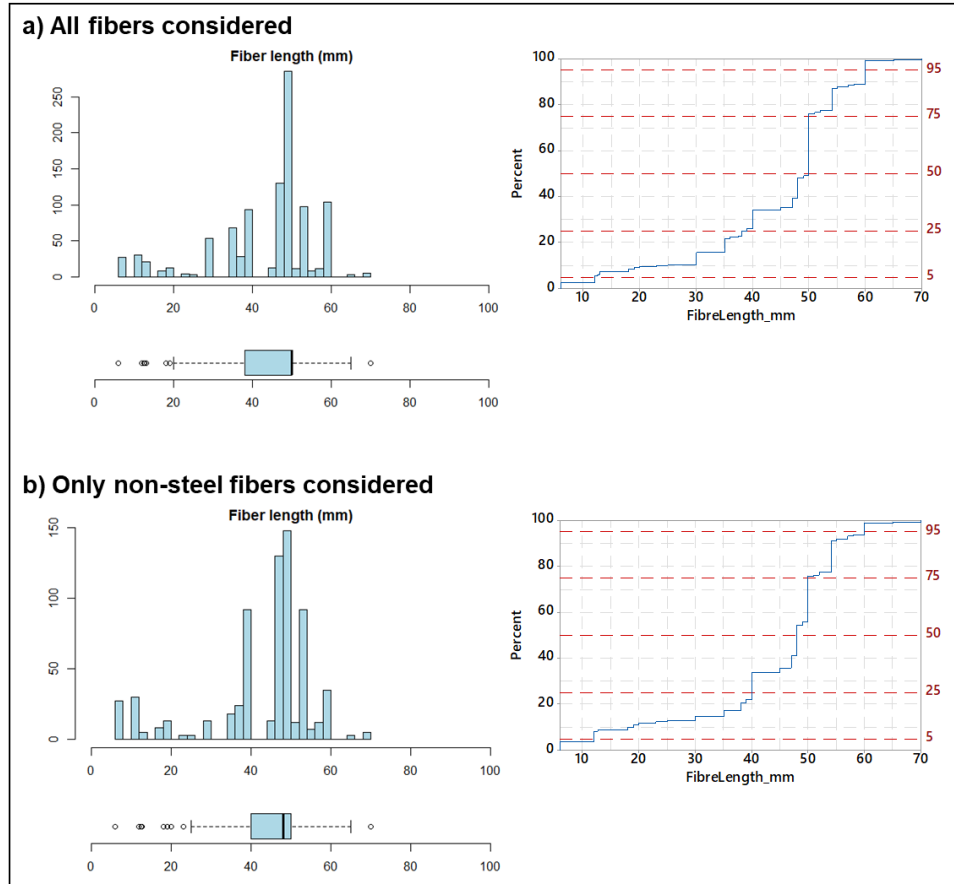 a) All fibers considered
Fiber length (mm)
250
200
150
100
50
0
0 20 40 60 80 100
0 20 40 60 80 100
100
80
60
40
20
0
Percent
95
75
50
25
5
10 20 30 40 50 60 70
FibreLength_mm
b) Only non-steel fibers considered
Fiber length (mm)
150
100
50
0
0 20 40 60 80 100
0 20 40 60 80 100
100
80
60
40
20
0
Percent
95
75
50
25
5
10 20 30 40 50 60 70
FibreLength_mm